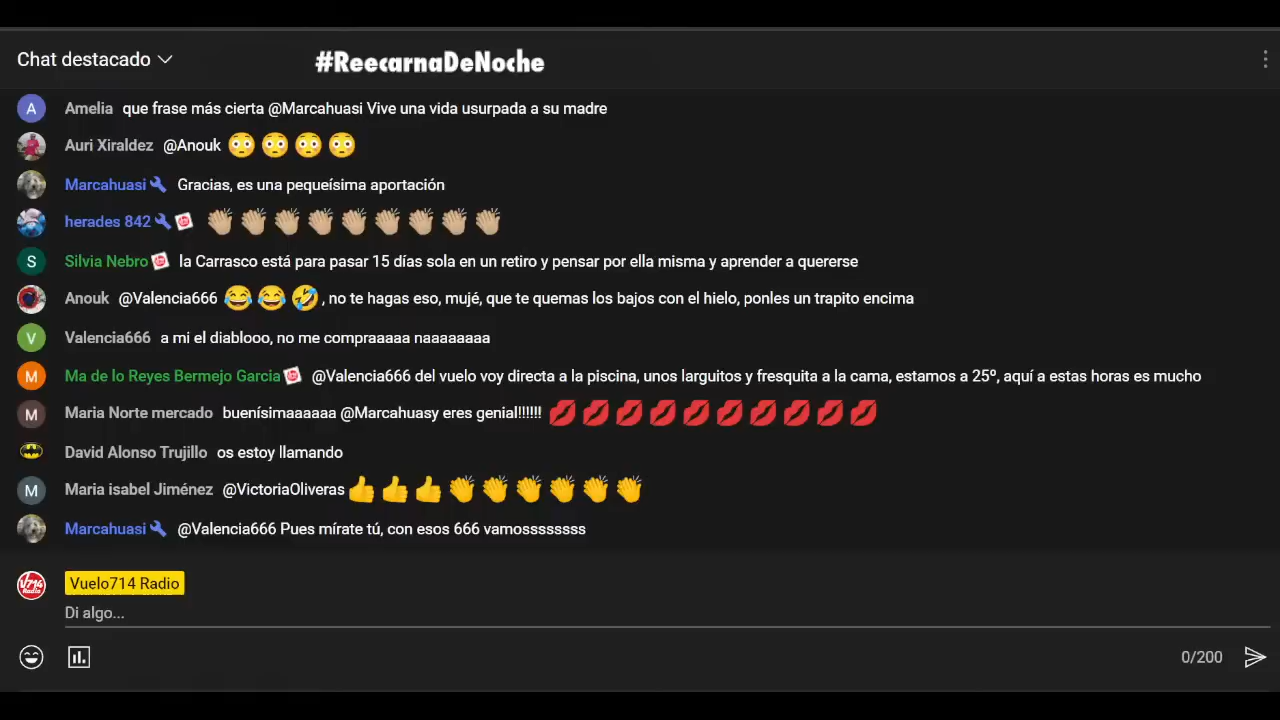 Chat destacado
#ReecarnaDeNoche
A Amelia que frase más cierta @Marcahuasi Vive una vida usurpada a su madre
Auri Xiraldez @Anouk 😳 😳 😳 😳
Marcahuasi Gracias, es una pequeísima aportación
herades 842 👏🏼 👏🏼 👏🏼 👏🏼 👏🏼 👏🏼 👏🏼 👏🏼 👏🏼
S Silvia Nebro la Carrasco está para pasar 15 días sola en un retiro y pensar por ella misma y aprender a quererse
Anouk @Valencia666 😂 😂 🤣 , no te hagas eso, mujé, que te quemas los bajos con el hielo, ponles un trapito encima
V Valencia666 a mi el diablooo, no me compraaaaa naaaaaaaa
M Ma de lo Reyes Bermejo Garcia @Valencia666 del vuelo voy directa a la piscina, unos larguitos y fresquita a la cama, estamos a 25º, aquí a estas horas es mucho
M Maria Norte mercado buenísimaaaaaa @Marcahuasy eres genial!!!!!! 💋 💋 💋 💋 💋 💋 💋 💋 💋 💋
David Alonso Trujillo os estoy llamando
M Maria isabel Jiménez @VictoriaOliveras 👍 👍 👍 👏 👏 👏 👏 👏 👏
Marcahuasi @Valencia666 Pues mírate tú, con esos 666 vamosssssssss
V714 Radio Vuelo714 Radio
Di algo...
0/200